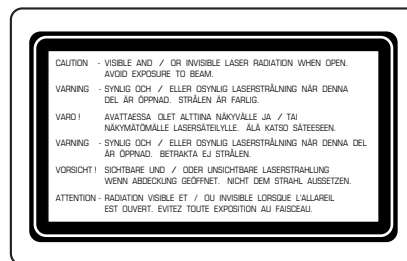 CAUTION - VISIBLE AND / OR INVISIBLE LASER RADIATION WHEN OPEN.
AVOID EXPOSURE TO BEAM.
VARNING - SYNLIG OCH / ELLER OSYNLIG LASERSTRÅLNING NÄR DENNA
DEL ÄR ÖPPNAD. STRÅLEN ÄR FARLIG.
VARO ! AVATTAESSA OLET ALTTIINA NÄKYVÄLLE JA / TAI
NÄKYMÄTÖMÄLLE LASERSÄTEILYLLE. ÄLÄ KATSO SÄTEESEEN.
VARNING - SYNLIG OCH / ELLER OSYNLIG LASERSTRÅLNING NÄR DENNA DEL
ÄR ÖPPNAD. BETRAKTA EJ STRÅLEN.
VORSICHT ! SICHTBARE UND / ODER UNSICHTBARE LASERSTRAHLUNG
WENN ABDECKUNG GEÖFFNET. NICHT DEM STRAHL AUSSETZEN.
ATTENTION - RADIATION VISIBLE ET / OU INVISIBLE LORSQUE L'ALLAREIL
EST OUVERT. EVITEZ TOUTE EXPOSITION AU FAISCEAU.